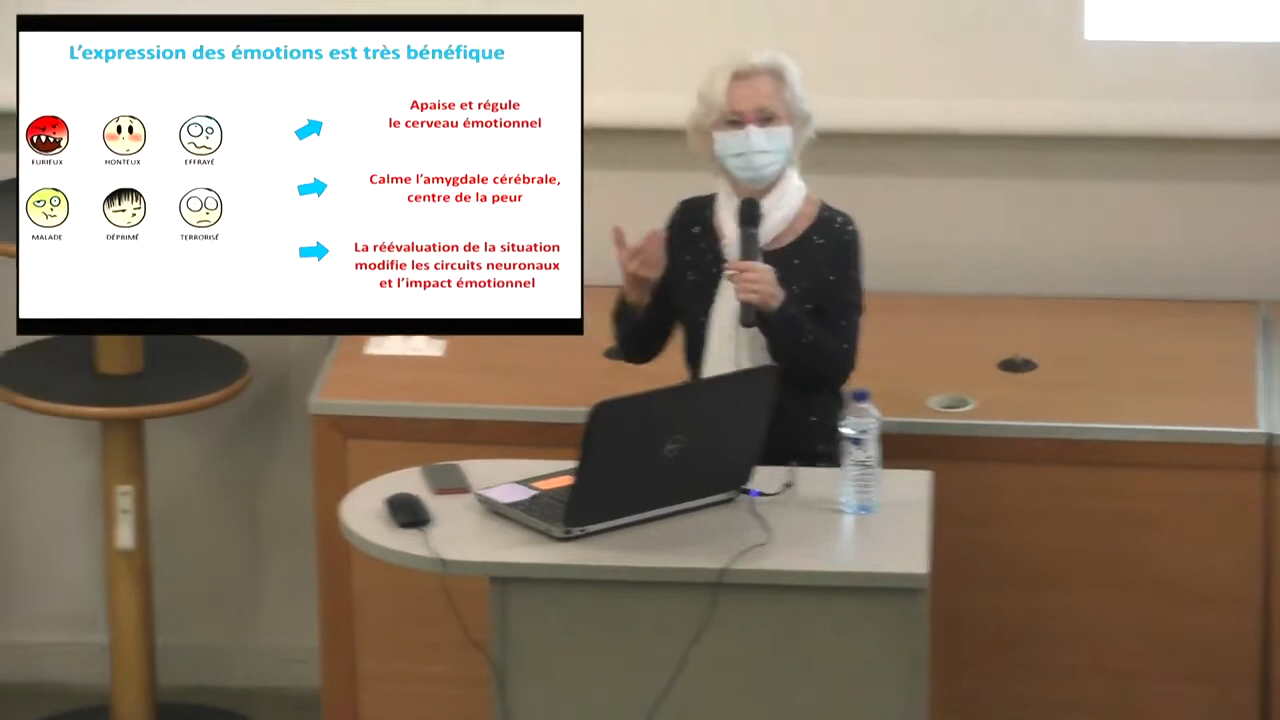 L'expression des émotions est très bénéfique
Apaise et régule
le cerveau émotionnel
FURIEUX HONTEUX EFFRAYÉ
Calme l'amygdale cérébrale,
centre de la peur
MALADE DÉPRIMÉ TERRORISÉ
La réévaluation de la situation
modifie les circuits neuronaux
et l'impact émotionnel